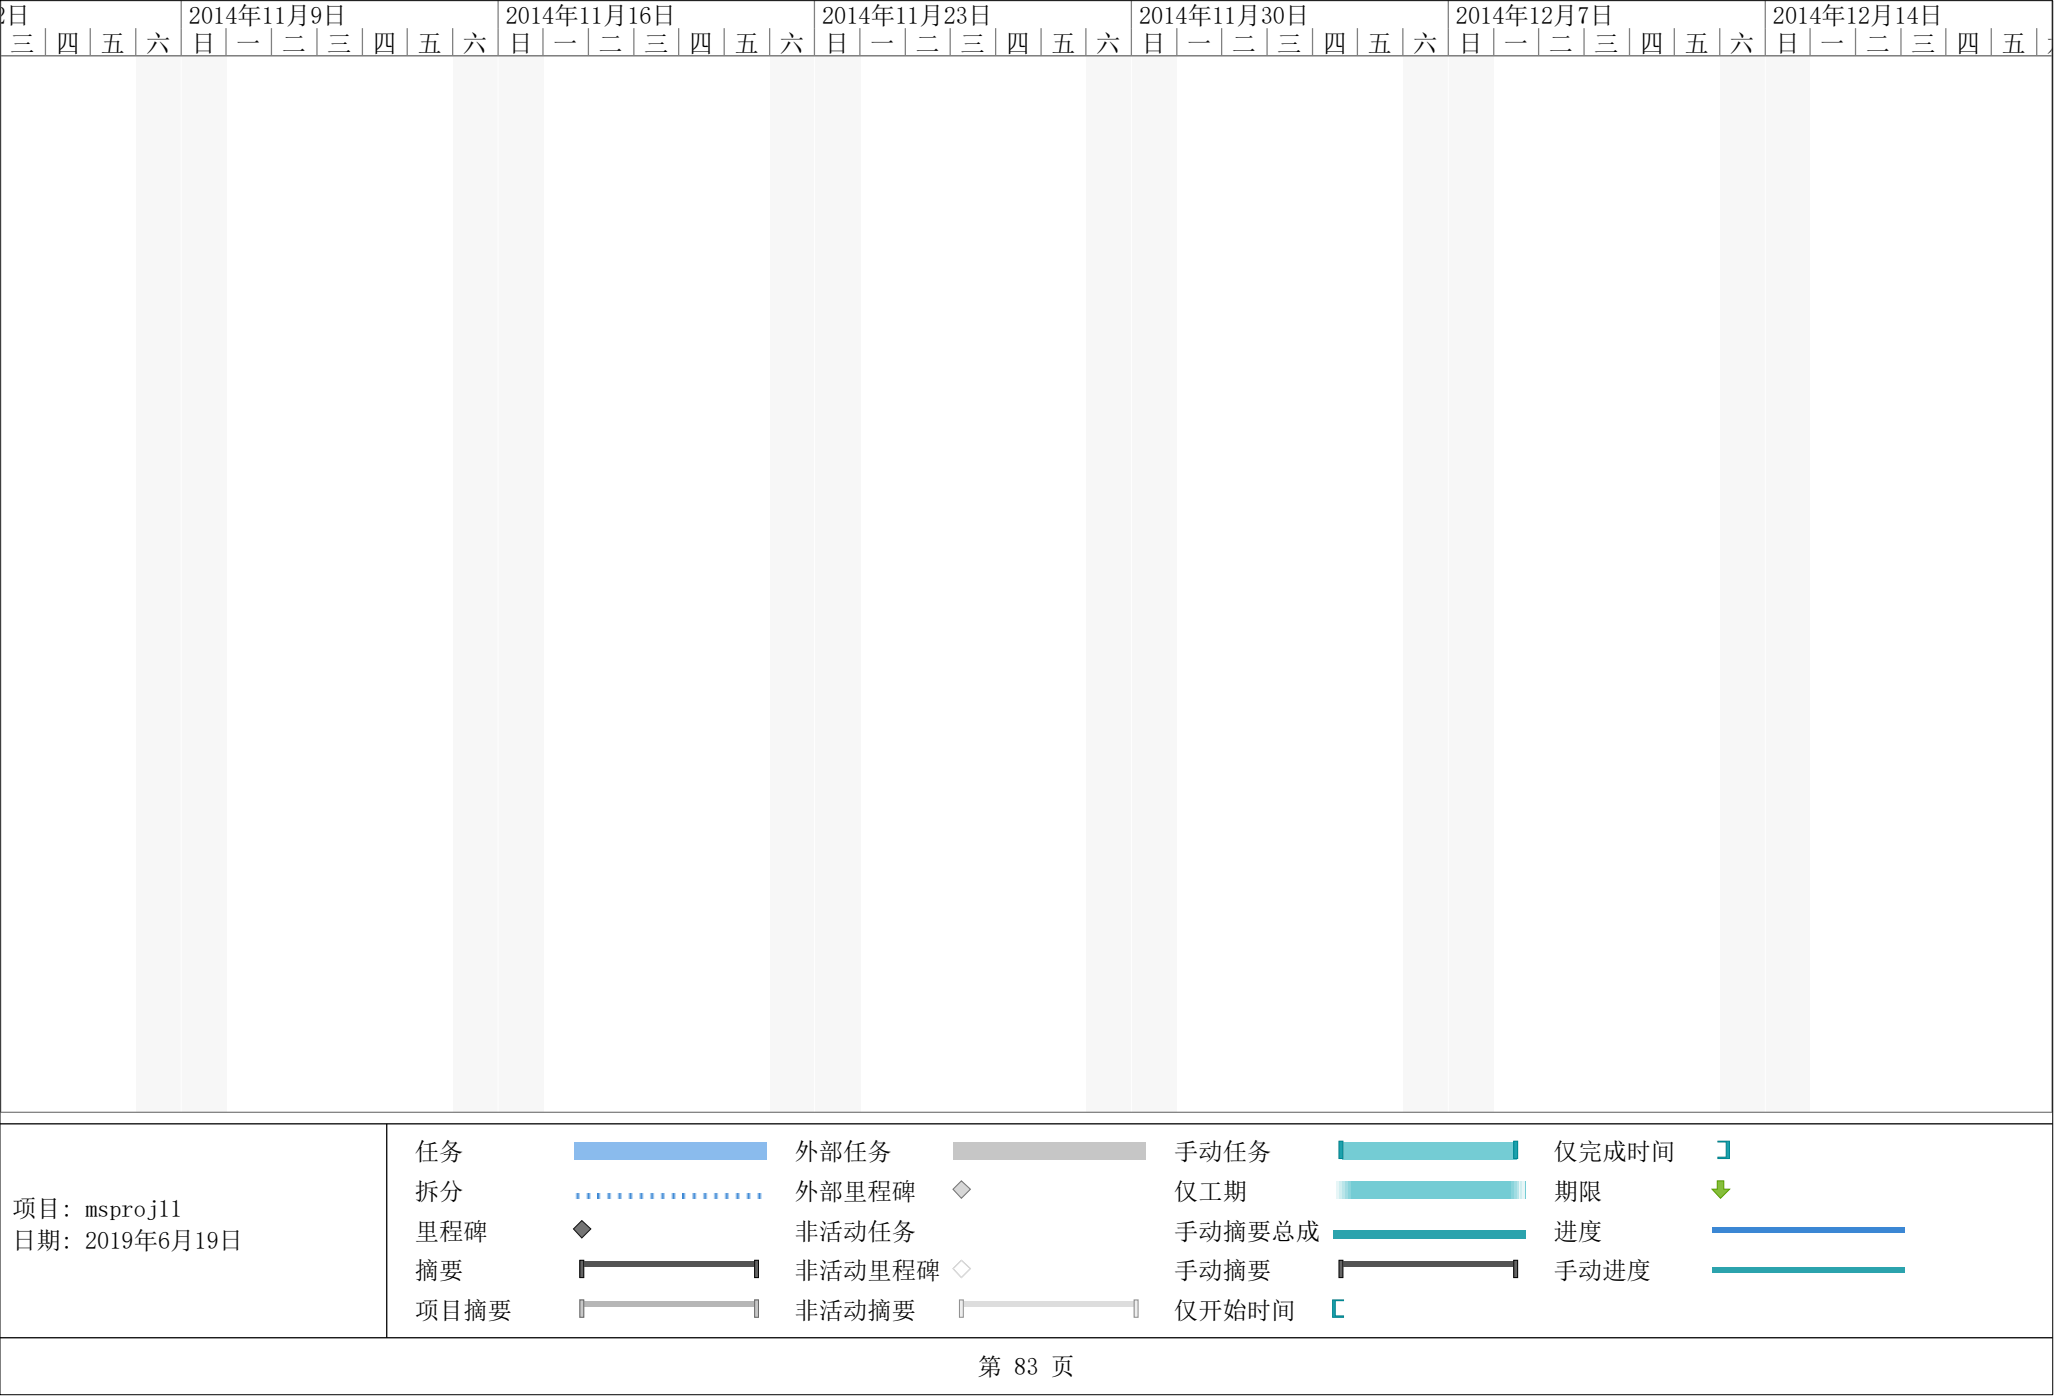 2日 2014年11月9日 2014年11月16日 2014年11月23日 2014年11月30日 2014年12月7日 2014年12月14日
三 四 五 六 日 一 二 三 四 五 六 日 一 二 三 四 五 六 日 一 二 三 四 五 六 日 一 二 三 四 五 六 日 一 二 三 四 五 六 日 一 二 三 四 五
项目: msproj11
日期: 2019年6月19日
任务
拆分
里程碑
摘要
项目摘要
外部任务
外部里程碑
非活动任务
非活动里程碑
非活动摘要
手动任务
仅工期
手动摘要总成
手动摘要
仅开始时间
仅完成时间
期限
进度
手动进度
第 83 页